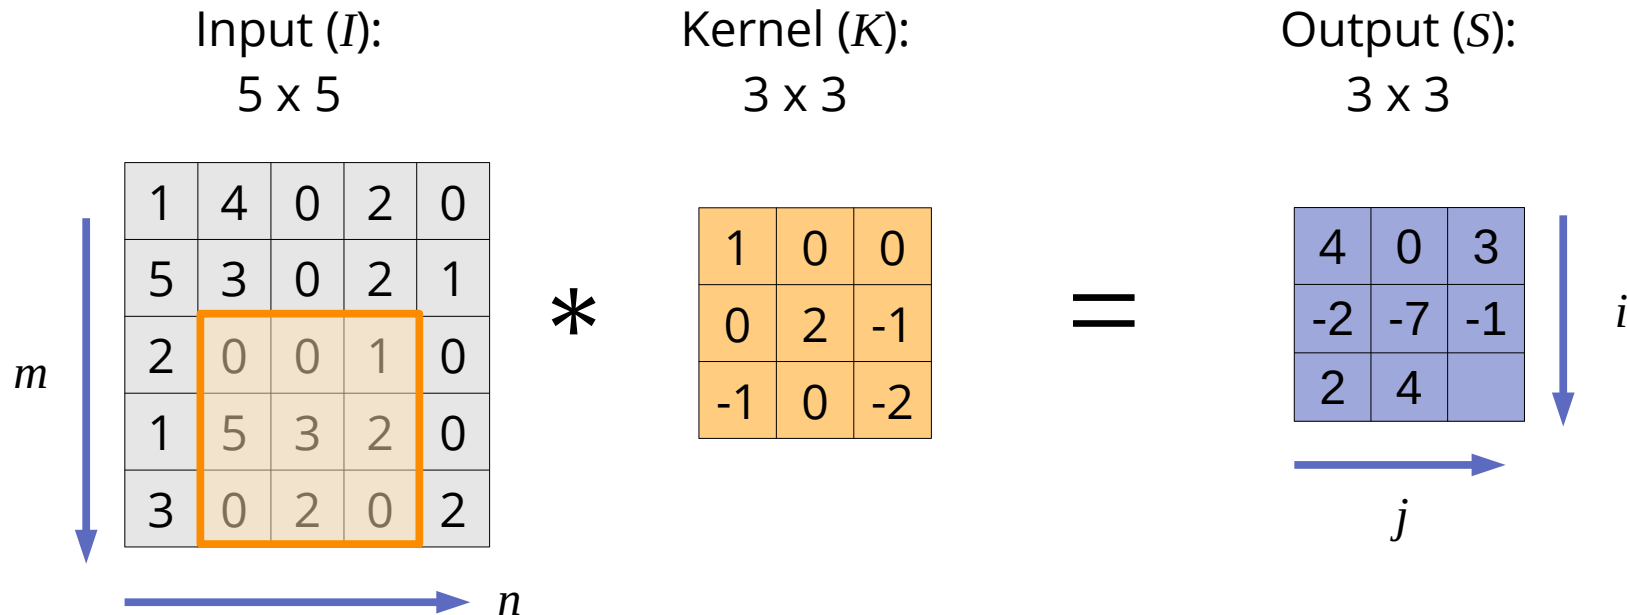 Input (I): Kernel (K): Output (S):
5 x 5 3 x 3 3 x 3
1 4 0 2 0
5 3 0 2 1
2 0 0 1 0
1 5 3 2 0
3 0 2 0 2
m
n
*
1 0 0
0 2 -1
-1 0 -2
=
4 0 3
-2 -7 -1
2 4
i
j